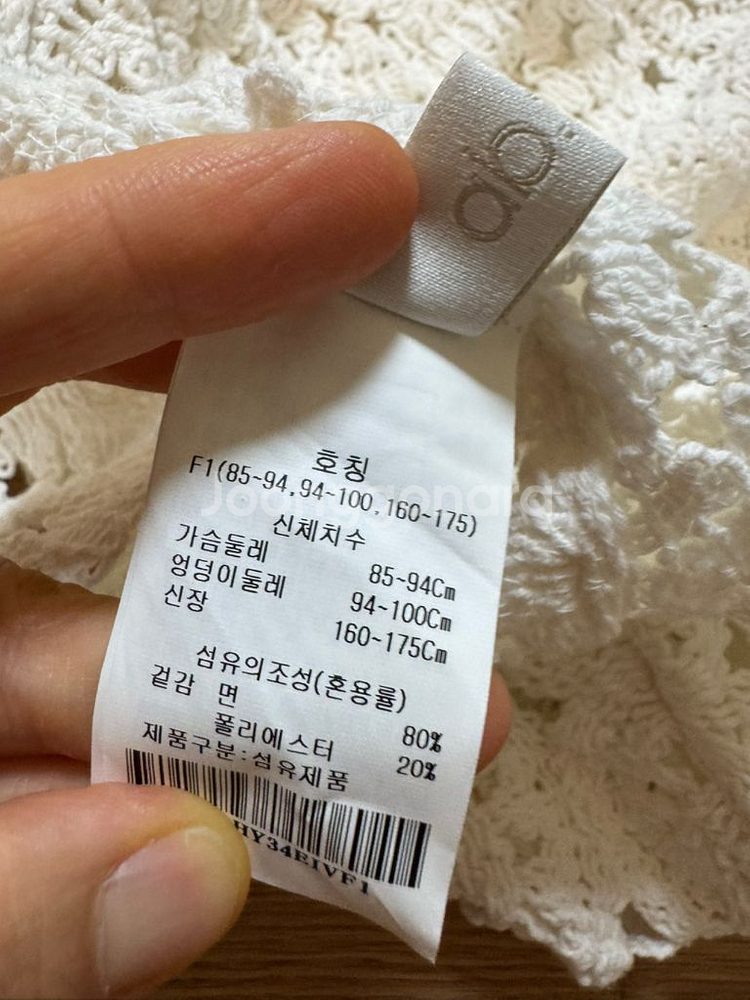 ab.
호칭
F1(85~94,94~100,160~175)
신체치수
가슴둘레 85~94Cm
엉덩이둘레 94~100Cm
신장 160~175Cm
섬유의조성(혼용률)
겉감 면 80%
폴리에스터 20%
제품구분:섬유제품
HY34EIVF1